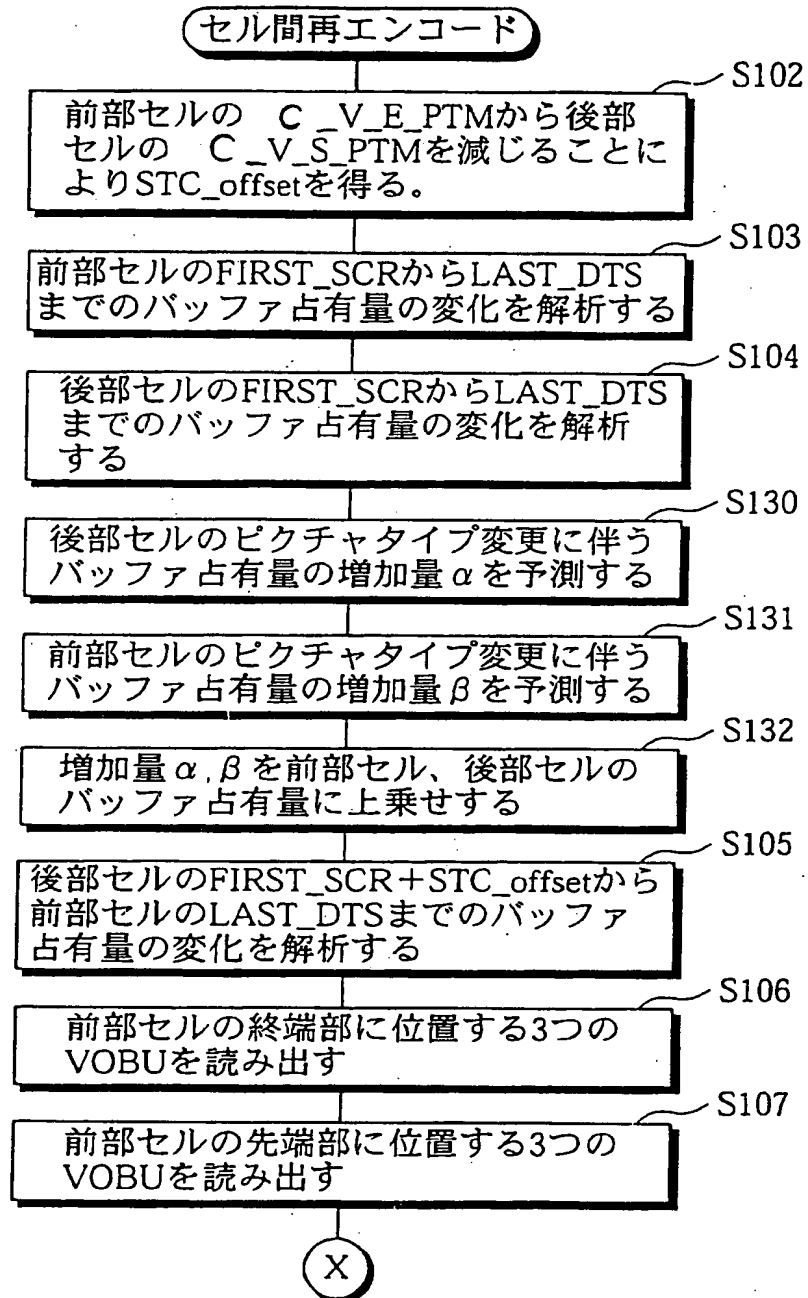 セル間再エンコード
S102
前部セルの C_V_E_PTMから後部
セルの C_V_S_PTMを減じることに
よりSTC_offsetを得る。
S103
前部セルのFIRST_SCRからLAST_DTS
までのバッファ占有量の変化を解析する
S104
後部セルのFIRST_SCRからLAST_DTS
までのバッファ占有量の変化を解析
する
S130
後部セルのピクチャタイプ変更に伴う
バッファ占有量の増加量αを予測する
S131
前部セルのピクチャタイプ変更に伴う
バッファ占有量の増加量βを予測する
S132
増加量α,βを前部セル、後部セルの
バッファ占有量に上乗せする
S105
後部セルのFIRST_SCR+STC_offsetから
前部セルのLAST_DTSまでのバッファ
占有量の変化を解析する
S106
前部セルの終端部に位置する3つの
VOBUを読み出す
S107
前部セルの先端部に位置する3つの
VOBUを読み出す
X